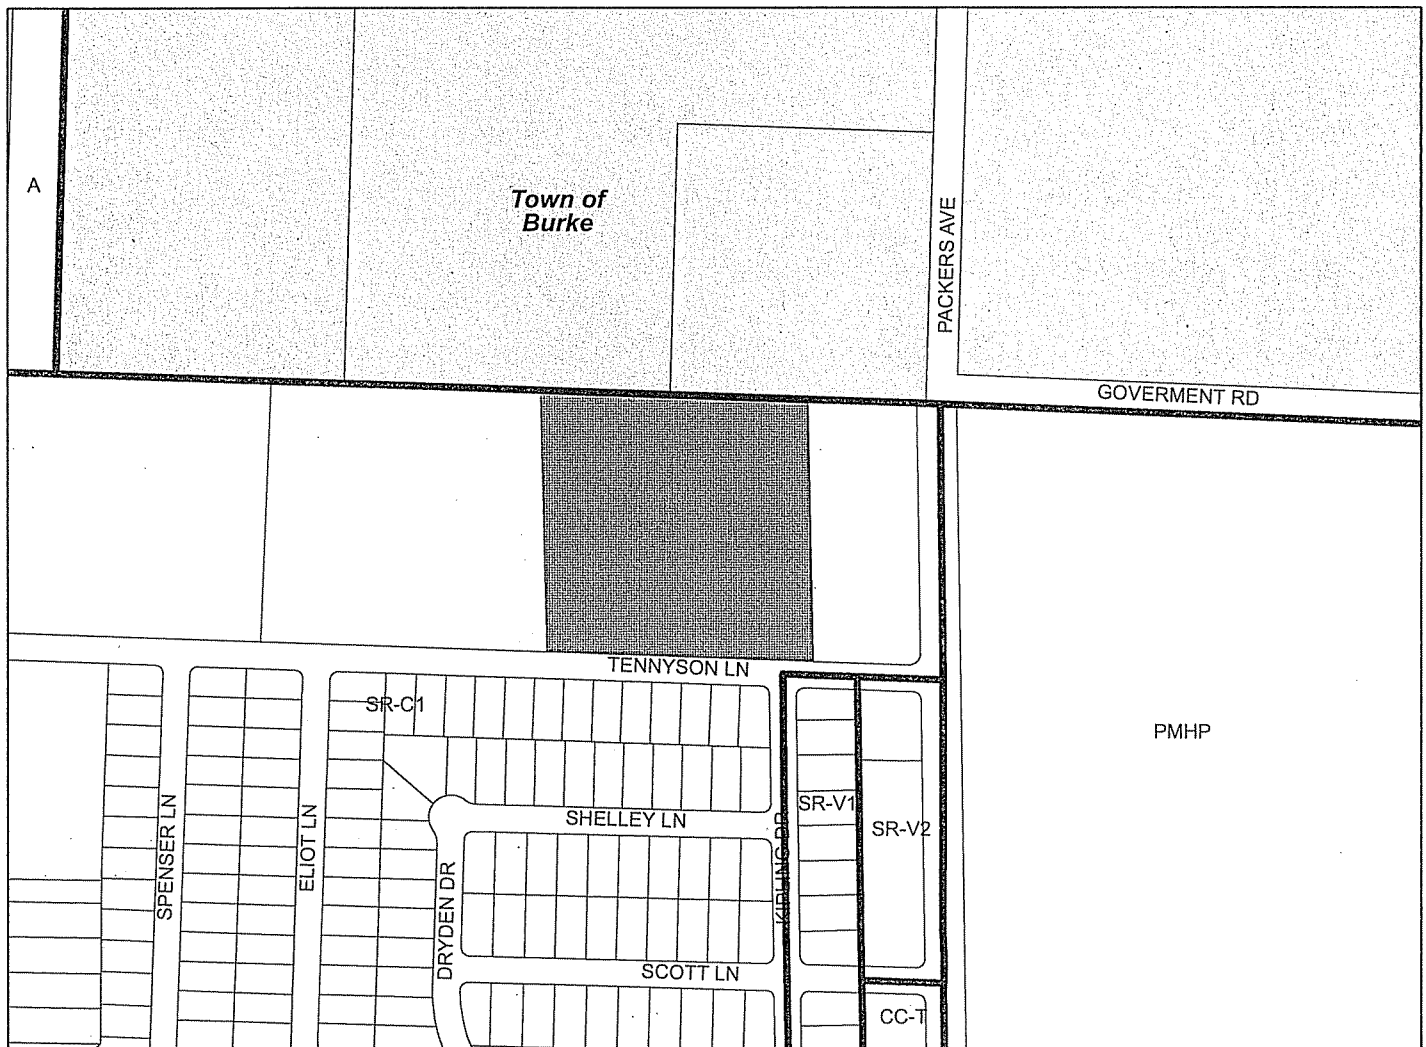 A
Town of
Burke
PACKERS AVE
GOVERMENT RD
TENNYSON LN
SR-C1
PMHP
SPENSER LN
ELIOT LN
SHELLEY LN
SR-V1
SR-V2
KIPLING DR
DRYDEN DR
SCOTT LN
CC-T